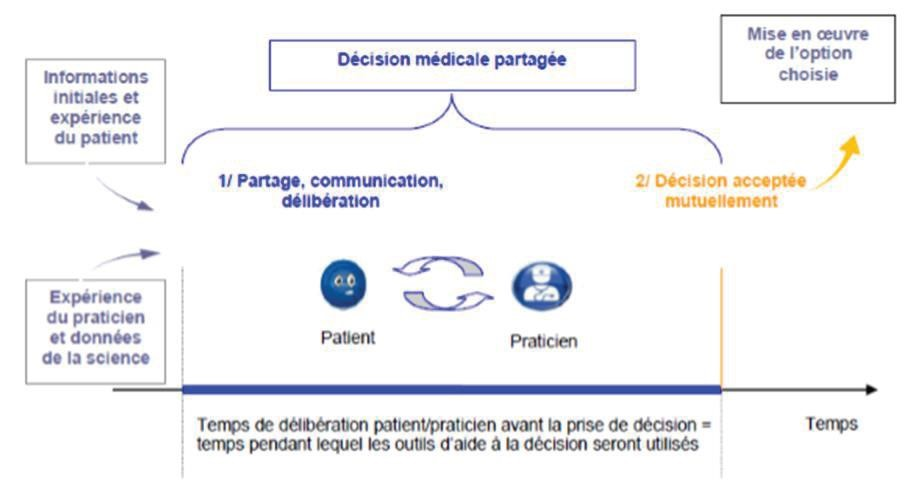 Décision médicale partagée
Mise en œuvre
de l'option
choisie
Informations
initiales et
expérience
du patient
1/ Partage, communication,
délibération
2/ Décision acceptée
mutuellement
Expérience
du praticien
et données
de la science
Patient
Praticien
Temps de délibération patient/praticien avant la prise de décision =
temps pendant lequel les outils d'aide à la décision seront utilisés
Temps